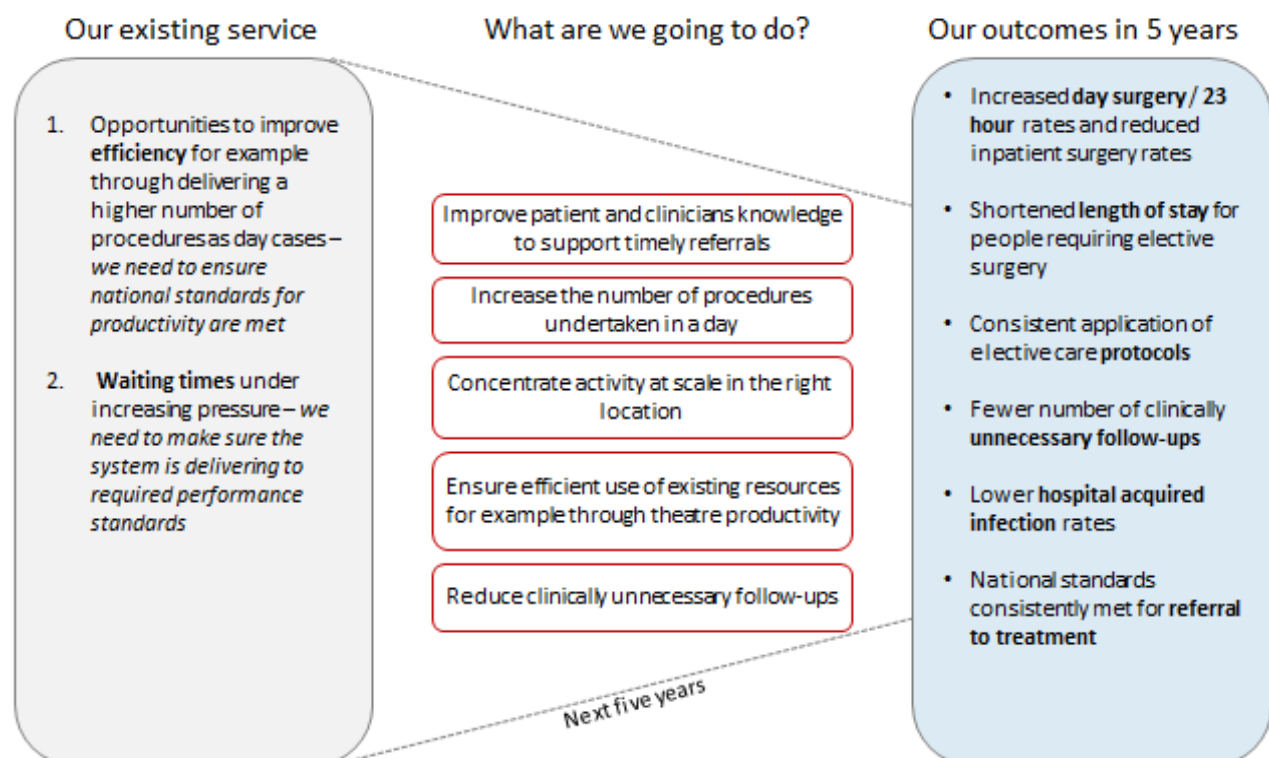 Our existing service
What are we going to do?
Our outcomes in 5 years
1. Opportunities to improve
efficiency for example
through delivering a
higher number of
procedures as day cases –
we need to ensure
national standards for
productivity are met
2. Waiting times under
increasing pressure – we
need to make sure the
system is delivering to
required performance
standards
Improve patient and clinicians knowledge
to support timely referrals
Increase the number of procedures
undertaken in a day
Concentrate activity at scale in the right
location
Ensure efficient use of existing resources
for example through theatre productivity
Reduce clinically unnecessary follow-ups
Next five years
• Increased day surgery / 23
hour rates and reduced
inpatient surgery rates
• Shortened length of stay for
people requiring elective
surgery
• Consistent application of
elective care protocols
• Fewer number of clinically
unnecessary follow-ups
• Lower hospital acquired
infection rates
• National standards
consistently met for referral
to treatment